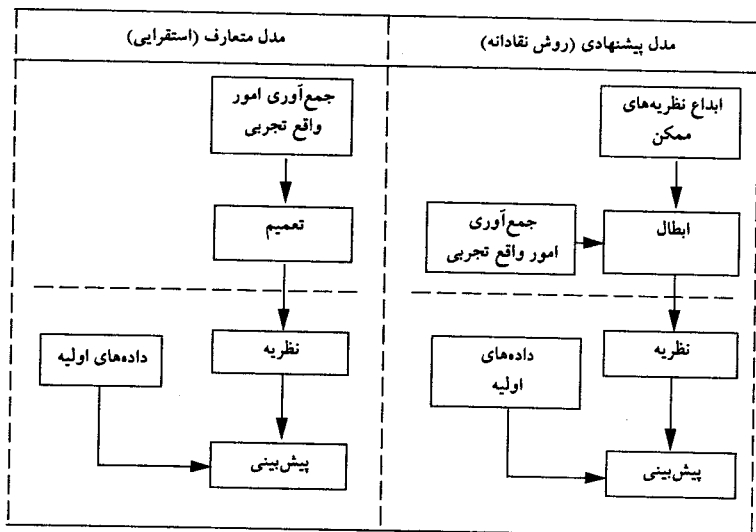 مدل پیشنهادی (روش نقادانه)
ابداع نظریه‌های
ممکن
ابطال
جمع‌آوری
امور واقع تجربی
نظریه
داده‌های
اولیه
پیش‌بینی
مدل متعارف (استقرایی)
جمع‌آوری امور
واقع تجربی
تعمیم
نظریه
داده‌های اولیه
پیش‌بینی